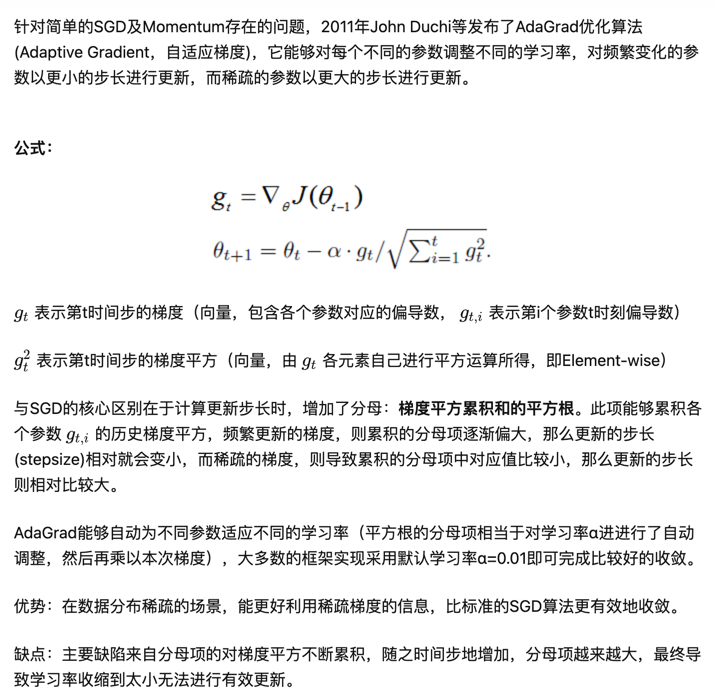 针对简单的SGD及Momentum存在的问题，2011年John Duchi等发布了AdaGrad优化算法
(Adaptive Gradient，自适应梯度)，它能够对每个不同的参数调整不同的学习率，对频繁变化的参
数以更小的步长进行更新，而稀疏的参数以更大的步长进行更新。
公式：
g_t = ∇_θ J(θ_{t−1})
θ_{t+1} = θ_t − α · g_t / √(∑_{i=1}^{t} g_t^2).
g_t 表示第t时间步的梯度（向量，包含各个参数对应的偏导数， g_{t,i} 表示第i个参数t时刻偏导数）
g_t^2 表示第t时间步的梯度平方（向量，由 g_t 各元素自己进行平方运算所得，即Element-wise）
与SGD的核心区别在于计算更新步长时，增加了分母：梯度平方累积和的平方根。此项能够累积各
个参数 g_{t,i} 的历史梯度平方，频繁更新的梯度，则累积的分母项逐渐偏大，那么更新的步长
(stepsize)相对就会变小，而稀疏的梯度，则导致累积的分母项中对应值比较小，那么更新的步长
则相对比较大。
AdaGrad能够自动为不同参数适应不同的学习率（平方根的分母项相当于对学习率α进进行了自动
调整，然后再乘以本次梯度），大多数的框架实现采用默认学习率α=0.01即可完成比较好的收敛。
优势：在数据分布稀疏的场景，能更好利用稀疏梯度的信息，比标准的SGD算法更有效地收敛。
缺点：主要缺陷来自分母项的对梯度平方不断累积，随之时间步地增加，分母项越来越大，最终导
致学习率收缩到太小无法进行有效更新。